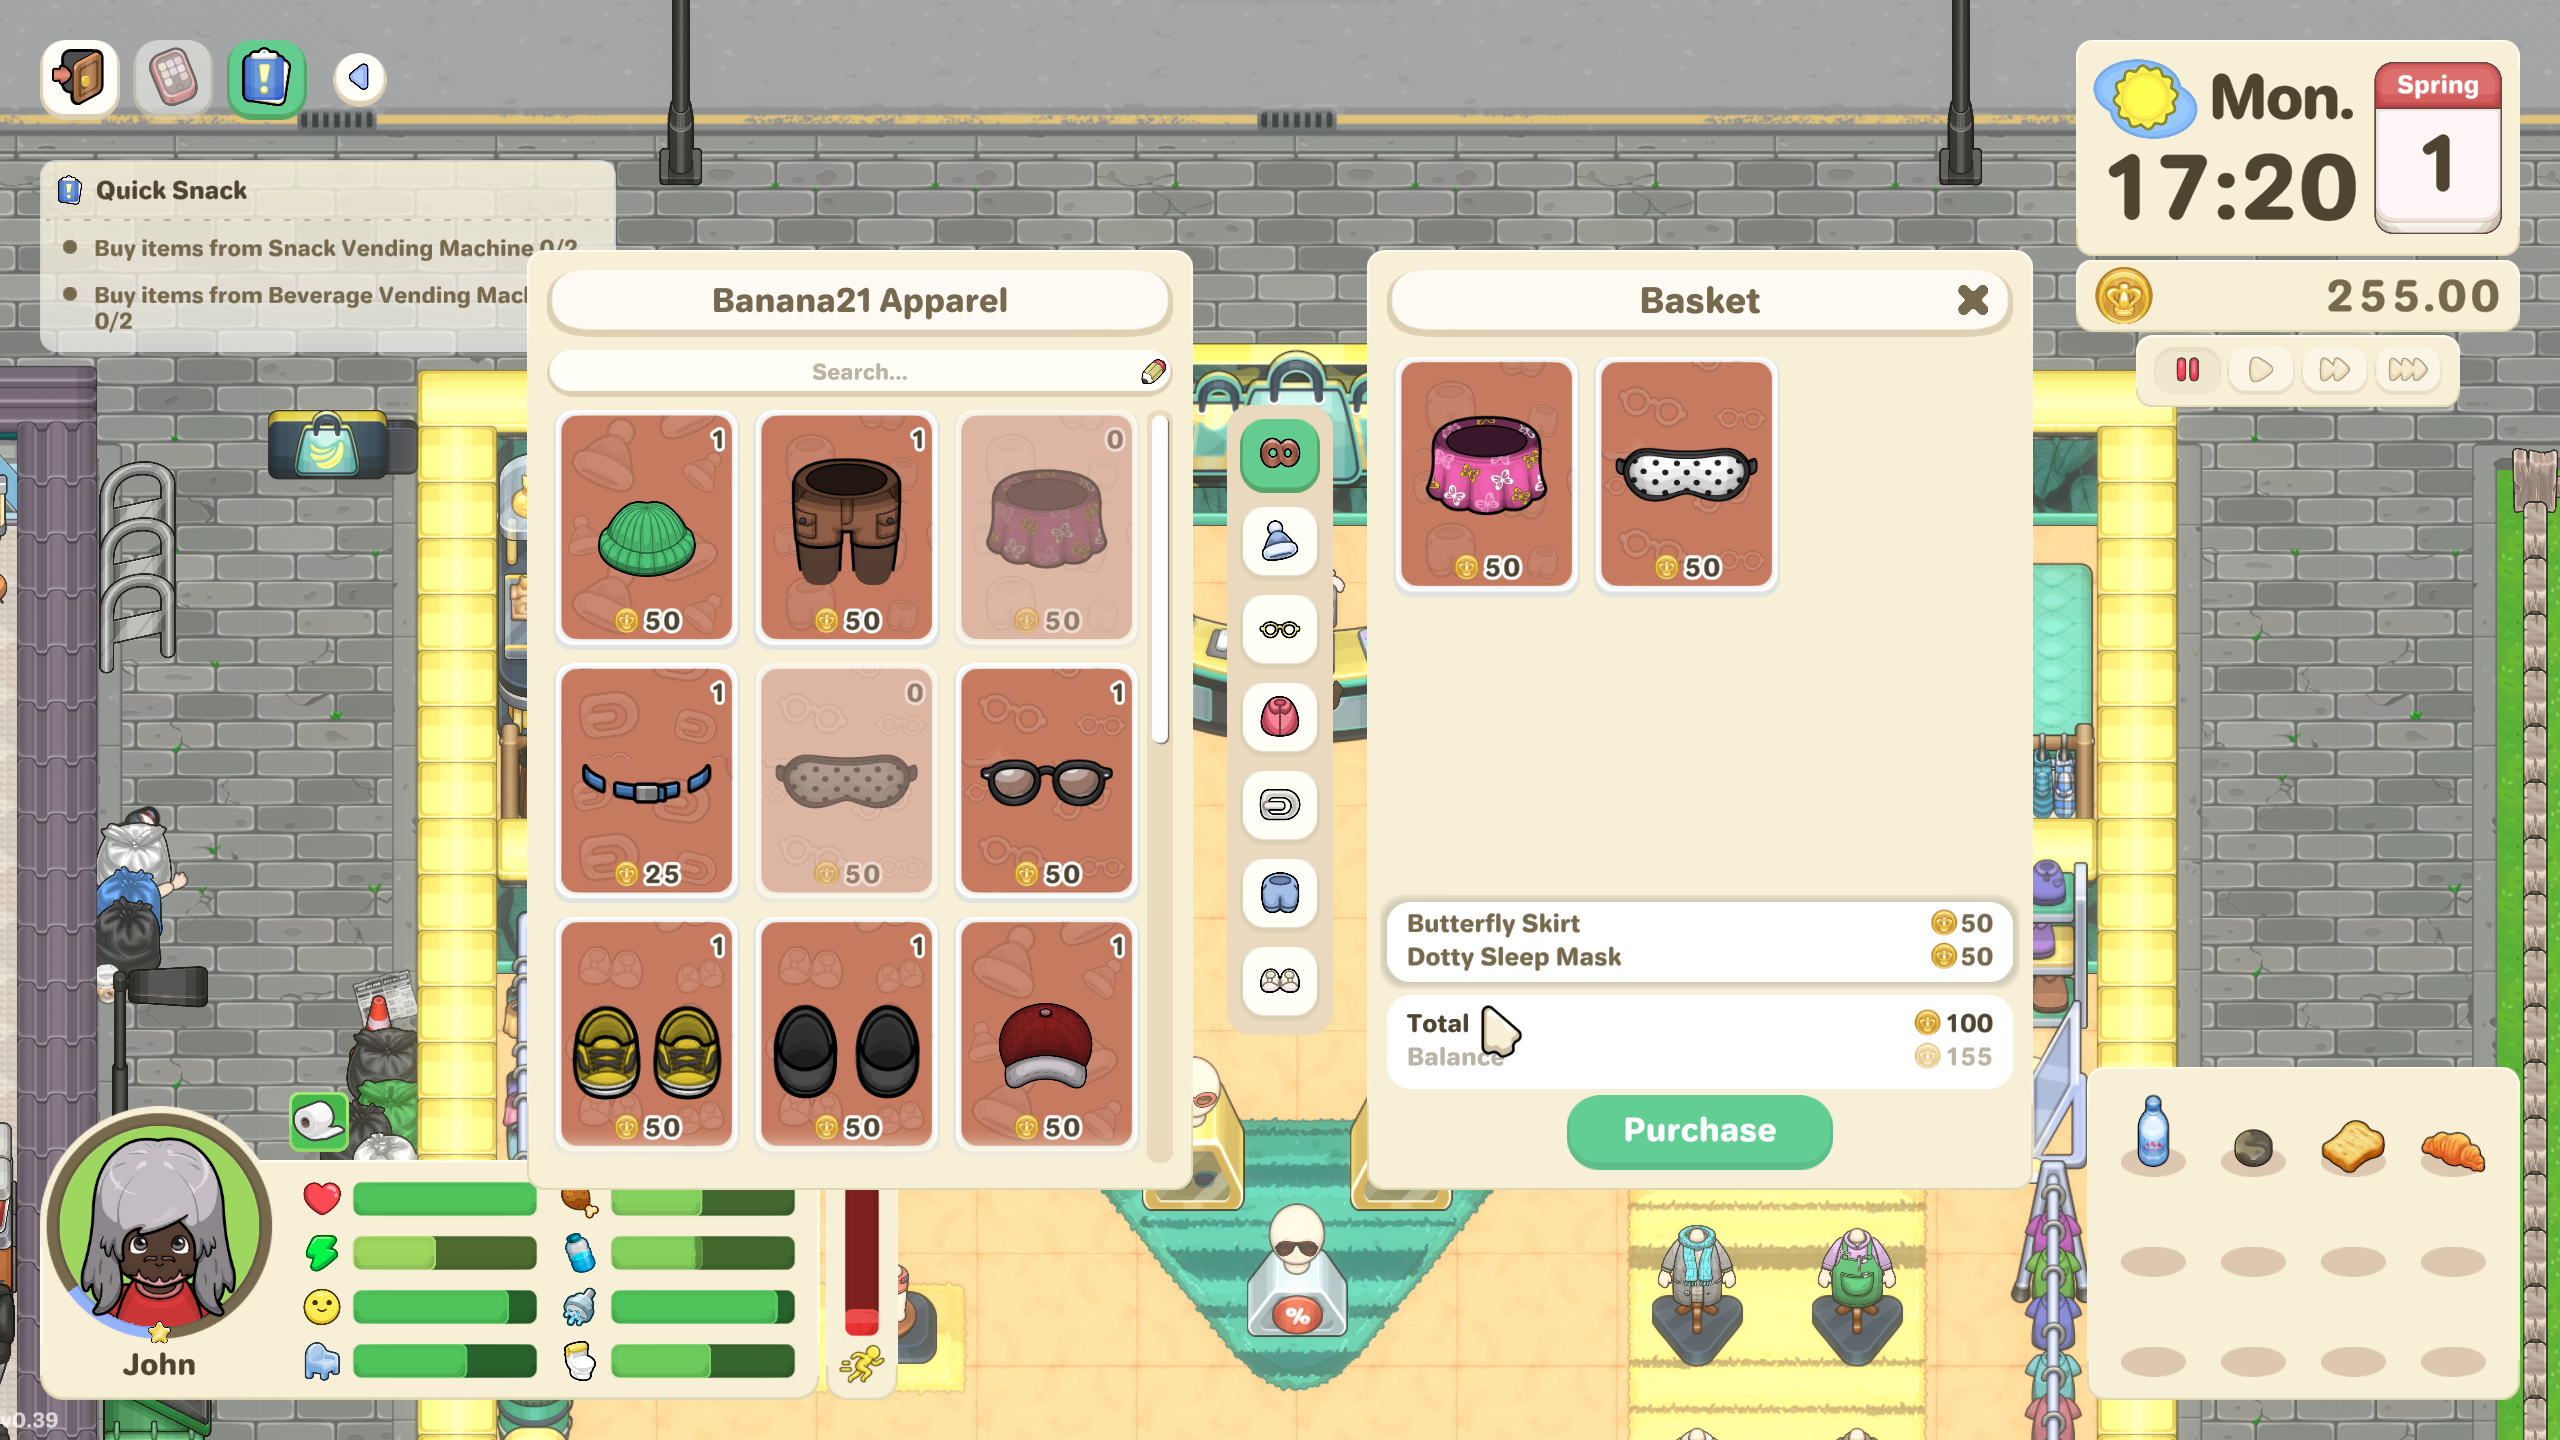 Quick Snack
Buy items from Snack Vending Machine 0/2
Buy items from Beverage Vending Mach
0/2
Mon.
17:20
Spring
1
255.00
Banana21 Apparel
Search...
1
50
1
50
0
50
1
25
0
50
1
50
1
50
1
50
1
50
Basket
50
50
Butterfly Skirt 50
Dotty Sleep Mask 50
Total 100
Balance 155
Purchase
%
John
v0.39